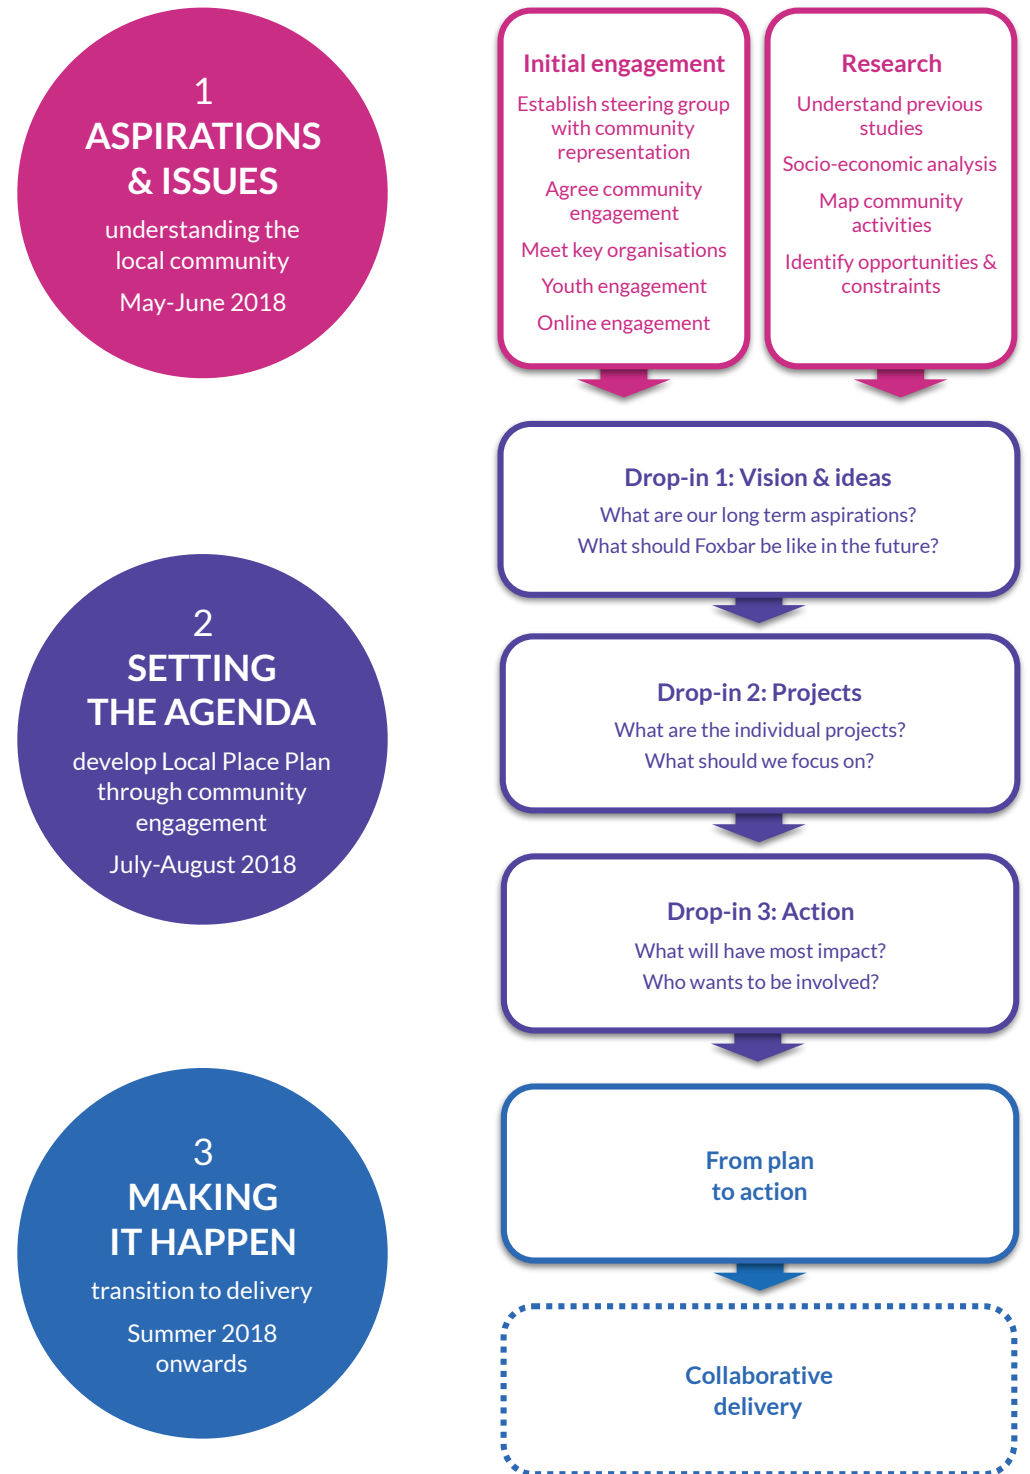 1
ASPIRATIONS
& ISSUES
understanding the
local community
May-June 2018
Initial engagement
Establish steering group
with community
representation
Agree community
engagement
Meet key organisations
Youth engagement
Online engagement
Research
Understand previous
studies
Socio-economic analysis
Map community
activities
Identify opportunities &
constraints
2
SETTING
THE AGENDA
develop Local Place Plan
through community
engagement
July-August 2018
Drop-in 1: Vision & ideas
What are our long term aspirations?
What should Foxbar be like in the future?
Drop-in 2: Projects
What are the individual projects?
What should we focus on?
Drop-in 3: Action
What will have most impact?
Who wants to be involved?
3
MAKING
IT HAPPEN
transition to delivery
Summer 2018
onwards
From plan
to action
Collaborative
delivery